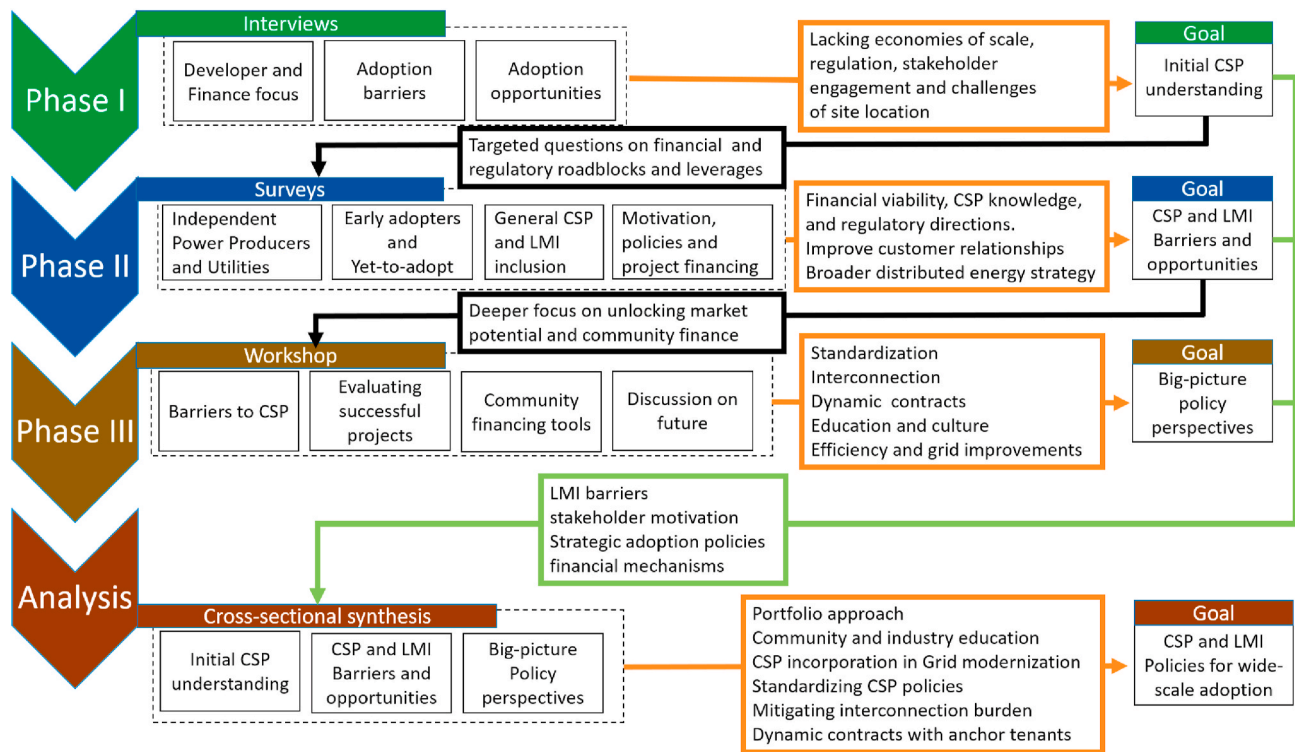 Phase I
Interviews
Developer and
Finance focus
Adoption
barriers
Adoption
opportunities
Lacking economies of scale,
regulation, stakeholder
engagement and challenges
of site location
Goal
Initial CSP
understanding
Targeted questions on financial and
regulatory roadblocks and leverages
Phase II
Surveys
Independent
Power Producers
and Utilities
Early adopters
and
Yet-to-adopt
General CSP
and LMI
inclusion
Motivation,
policies and
project financing
Financial viability, CSP knowledge,
and regulatory directions.
Improve customer relationships
Broader distributed energy strategy
Goal
CSP and LMI
Barriers and
opportunities
Deeper focus on unlocking market
potential and community finance
Phase III
Workshop
Barriers to CSP
Evaluating
successful
projects
Community
financing tools
Discussion on
future
Standardization
Interconnection
Dynamic contracts
Education and culture
Efficiency and grid improvements
Goal
Big-picture
policy
perspectives
LMI barriers
stakeholder motivation
Strategic adoption policies
financial mechanisms
Analysis
Cross-sectional synthesis
Initial CSP
understanding
CSP and LMI
Barriers and
opportunities
Big-picture
Policy
perspectives
Portfolio approach
Community and industry education
CSP incorporation in Grid modernization
Standardizing CSP policies
Mitigating interconnection burden
Dynamic contracts with anchor tenants
Goal
CSP and LMI
Policies for wide-
scale adoption